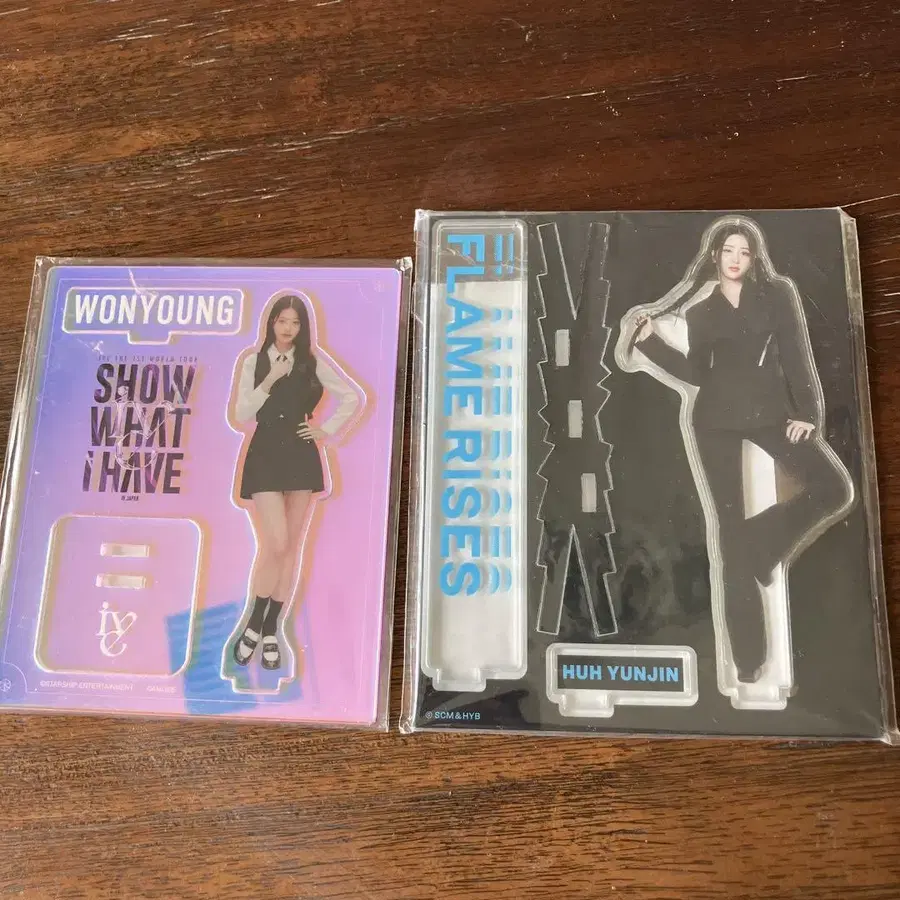 WONYOUNG
IVE THE 1ST WORLD TOUR
SHOW
WHAT
i HAVE
IN JAPAN
IVE
©STARSHIP ENTERTAINMENT
FLAME RISES
HUH YUNJIN
© SCM & HYB